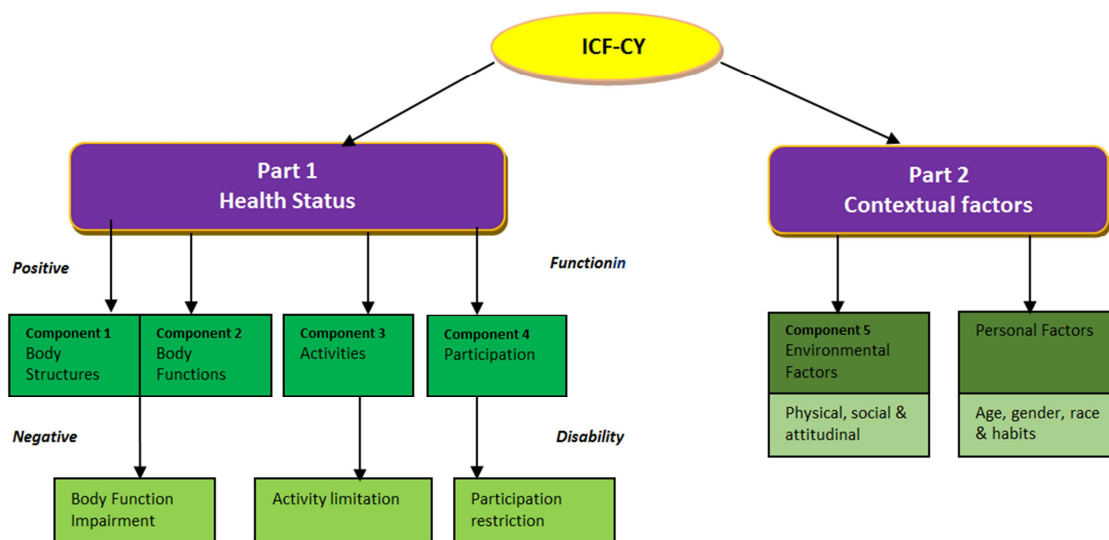 ICF-CY
Part 1
Health Status
Part 2
Contextual factors
Positive
Functionin
Component 1
Body
Structures
Component 2
Body
Functions
Component 3
Activities
Component 4
Participation
Component 5
Environmental
Factors
Personal Factors
Physical, social &
attitudinal
Age, gender, race
& habits
Negative
Disability
Body Function
Impairment
Activity limitation
Participation
restriction